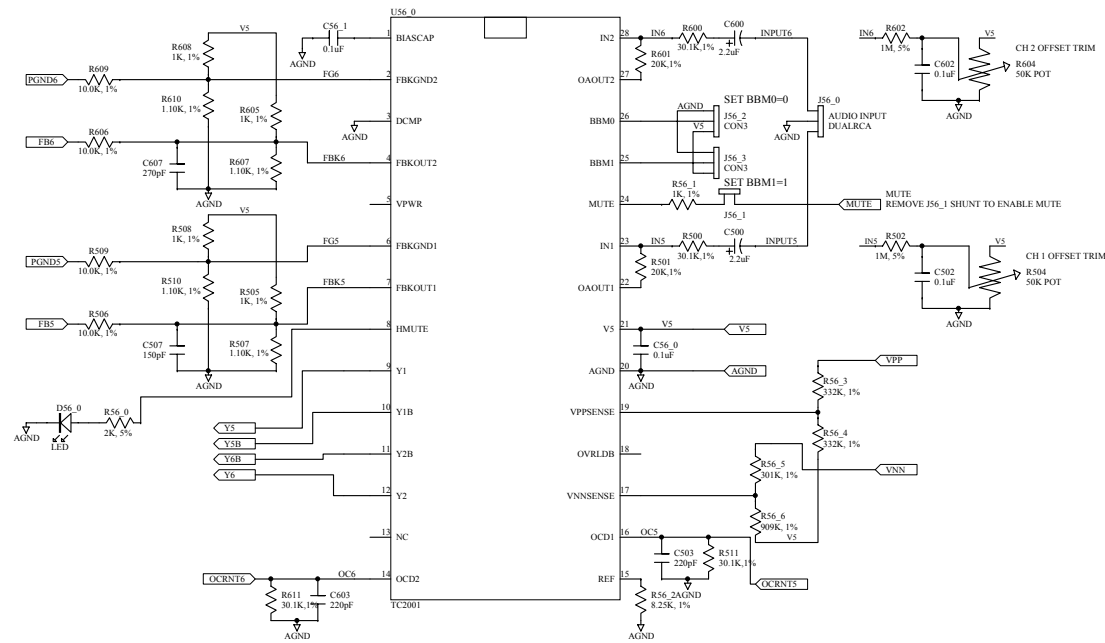 U56_0
TC2001
1 BIASCAP
2 FBKGND2
3 DCMP
4 FBKOUT2
5 VPWR
6 FBKGND1
7 FBKOUT1
8 HMUTE
9 Y1
10 Y1B
11 Y2B
12 Y2
13 NC
14 OCD2
IN2 28
OAOUT2 27
BBM0 26
BBM1 25
MUTE 24
IN1 23
OAOUT1 22
V5 21
AGND 20
VPPSENSE 19
OVRLDB 18
VNNSENSE 17
OCD1 16
REF 15
C56_1
0.1uF
AGND
V5
R608
1K, 1%
PGND6
R609
10.0K, 1%
FG6
R610
1.10K, 1%
R605
1K, 1%
FB6
R606
10.0K, 1%
C607
270pF
R607
1.10K, 1%
FBK6
AGND
AGND
V5
R508
1K, 1%
PGND5
R509
10.0K, 1%
FG5
R510
1.10K, 1%
R505
1K, 1%
FBK5
FB5
R506
10.0K, 1%
C507
150pF
R507
1.10K, 1%
AGND
D56_0
LED
AGND
R56_0
2K, 5%
Y5
Y5B
Y6B
Y6
OCRNT6
OC6
R611
30.1K,1%
C603
220pF
AGND
IN6
R600
30.1K,1%
C600
+
2.2uF
INPUT6
R601
20K,1%
AGND
SET BBM0=0
V5
J56_2
CON3
J56_3
CON3
SET BBM1=1
AGND
J56_0
AUDIO INPUT
DUALRCA
R56_1
1K, 1%
J56_1
MUTE
MUTE
REMOVE J56_1 SHUNT TO ENABLE MUTE
IN5
R500
30.1K,1%
C500
+
2.2uF
INPUT5
R501
20K,1%
V5
V5
C56_0
0.1uF
AGND
AGND
AGND
IN6
R602
1M, 5%
C602
0.1uF
V5
CH 2 OFFSET TRIM
R604
50K POT
AGND
IN5
R502
1M, 5%
C502
0.1uF
V5
CH 1 OFFSET TRIM
R504
50K POT
AGND
VPP
R56_3
332K, 1%
R56_4
332K, 1%
VNN
R56_5
301K, 1%
R56_6
909K, 1%
V5
OC5
C503
220pF
R511
30.1K,1%
AGND
OCRNT5
R56_2
8.25K, 1%
AGND